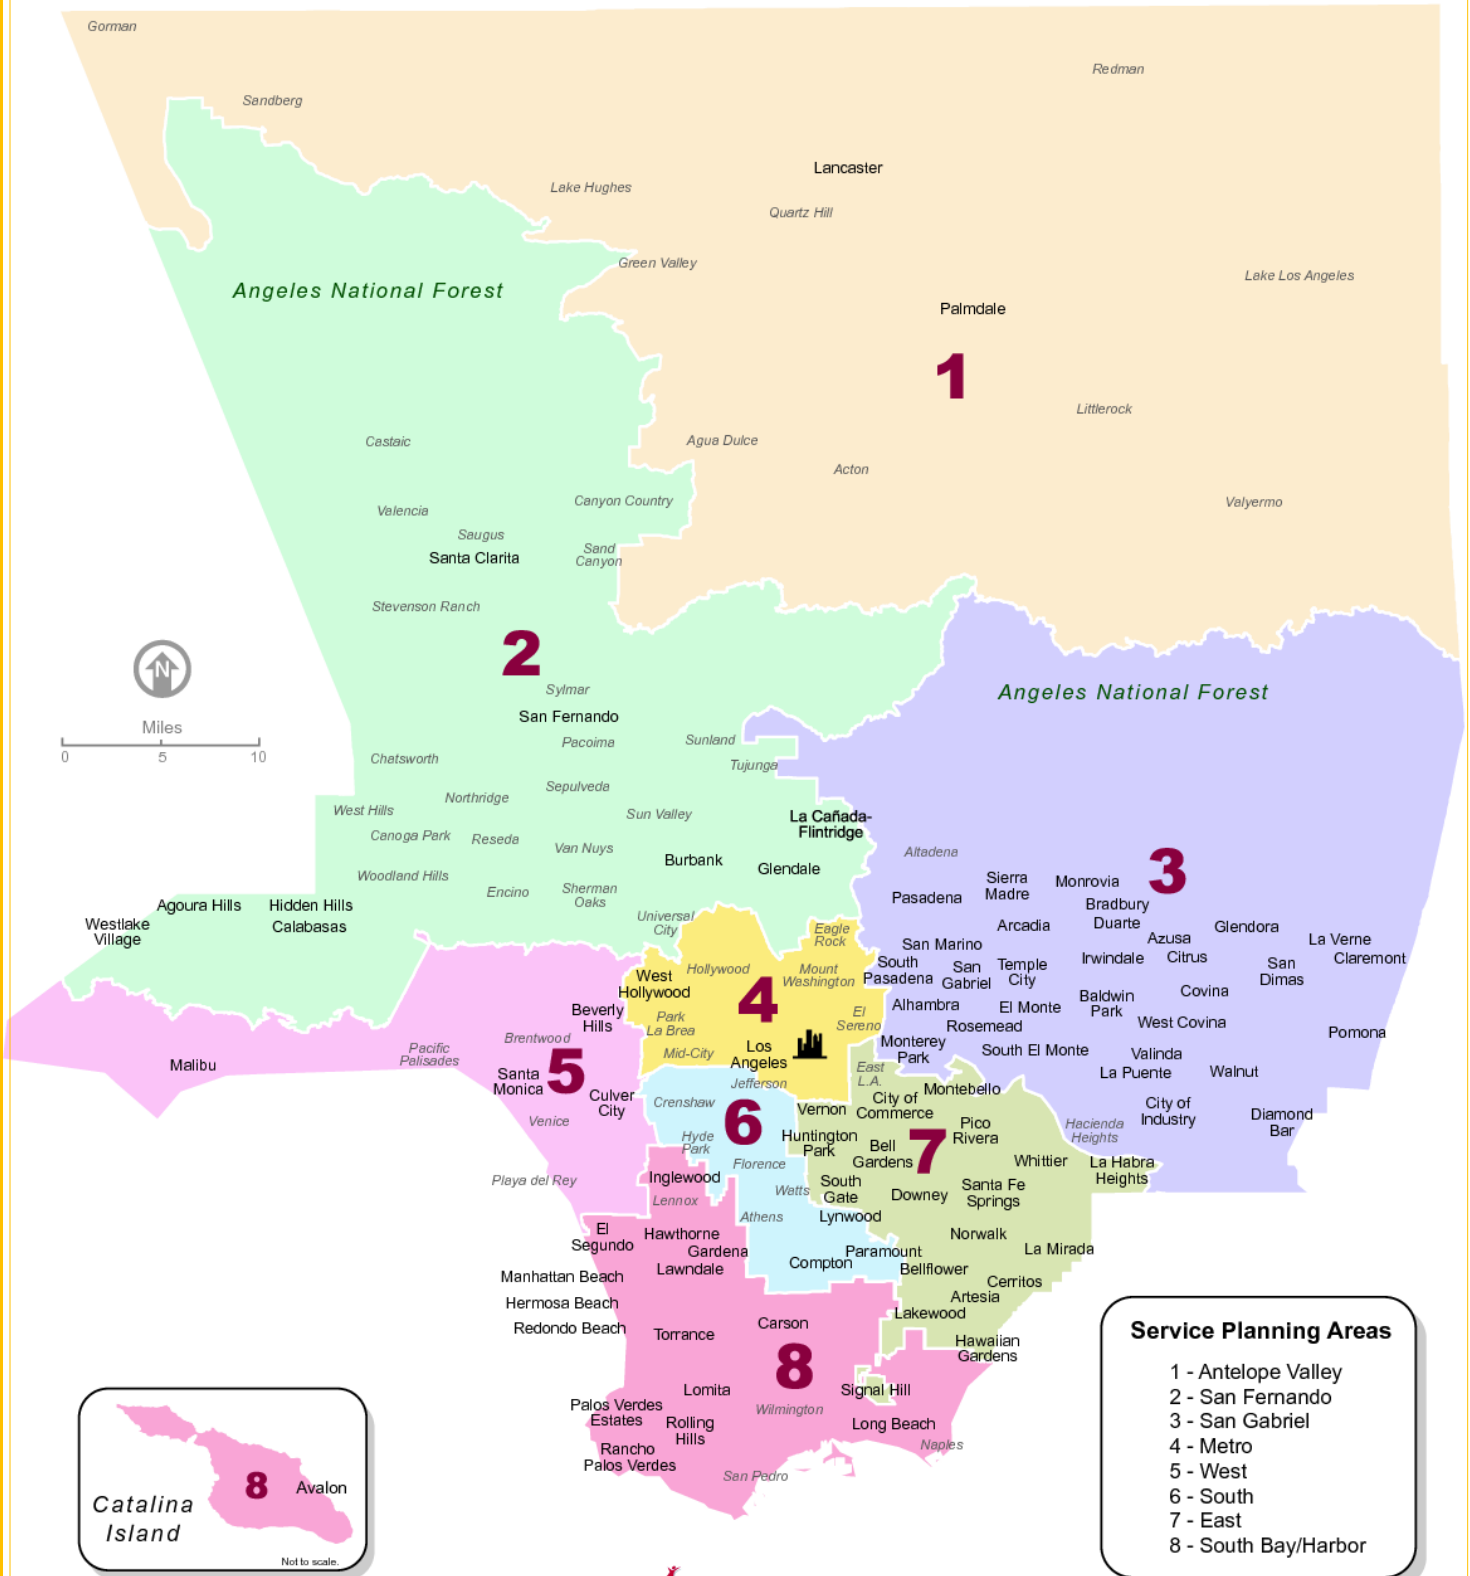 Gorman
Redman
Sandberg
Lancaster
Lake Hughes
Quartz Hill
Green Valley
Lake Los Angeles
Angeles National Forest
Palmdale
1
Littlerock
Castaic
Agua Dulce
Acton
Canyon Country
Valyermo
Valencia
Saugus
Santa Clarita
Sand
Canyon
Stevenson Ranch
2
N
Miles
0 5 10
Sylmar
San Fernando
Pacoima
Sunland
Tujunga
Angeles National Forest
Chatsworth
Sepulveda
Northridge
West Hills
Sun Valley
La Cañada-
Flintridge
Canoga Park
Reseda
Van Nuys
Burbank
Glendale
Woodland Hills
Encino
Sherman
Oaks
Agoura Hills
Hidden Hills
Calabasas
Westlake
Village
Universal
City
Altadena
3
Sierra
Madre
Monrovia
Pasadena
Bradbury
Duarte
Arcadia
Glendora
Azusa
Citrus
La Verne
Claremont
San Marino
Irwindale
South
Pasadena
San
Gabriel
Temple
City
San
Dimas
Covina
Baldwin
Park
Alhambra
El Monte
West Covina
Rosemead
Pomona
Monterey
Park
South El Monte
Valinda
La Puente
Walnut
City of
Industry
Diamond
Bar
Hacienda
Heights
Eagle
Rock
Hollywood
Mount
Washington
West
Hollywood
4
Park
La Brea
El
Sereno
Mid-City
Los
Angeles
Beverly
Hills
Brentwood
Pacific
Palisades
5
Malibu
Santa
Monica
Culver
City
Venice
Playa del Rey
Jefferson
Crenshaw
6
Hyde
Park
Florence
Watts
Athens
Lynwood
Compton
Paramount
East
L.A.
Montebello
City of
Commerce
Vernon
Pico
Rivera
Huntington
Park
Bell
Gardens
7
Whittier
La Habra
Heights
South
Gate
Downey
Santa Fe
Springs
Norwalk
La Mirada
Bellflower
Cerritos
Artesia
Lakewood
Hawaiian
Gardens
Inglewood
Lennox
El
Segundo
Hawthorne
Gardena
Lawndale
Manhattan Beach
Hermosa Beach
Redondo Beach
Torrance
Carson
8
Lomita
Signal Hill
Palos Verdes
Estates
Rolling
Hills
Wilmington
Long Beach
Rancho
Palos Verdes
Naples
San Pedro
8
Avalon
Catalina
Island
Not to scale.
Service Planning Areas
1 - Antelope Valley
2 - San Fernando
3 - San Gabriel
4 - Metro
5 - West
6 - South
7 - East
8 - South Bay/Harbor